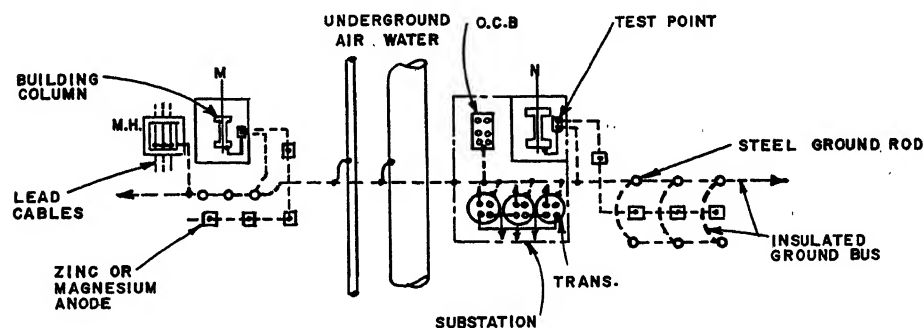 UNDERGROUND
AIR WATER
O.C.B
TEST POINT
BUILDING
COLUMN
M
N
M.H.
STEEL GROUND ROD
LEAD
CABLES
INSULATED
GROUND BUS
ZINC OR
MAGNESIUM
ANODE
TRANS.
SUBSTATION